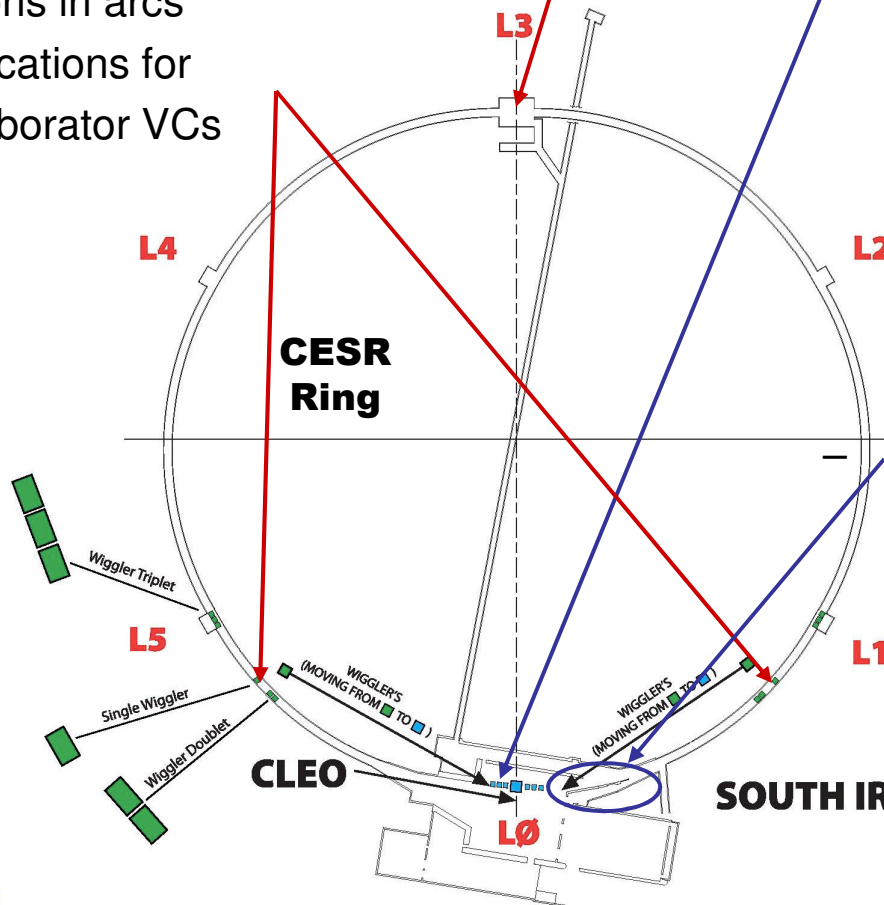 ons in arcs
cations for
borator VCs
L3
L4
L2
CESR
Ring
Wiggler Triplet
L5
L1
WIGGLER'S
(MOVING FROM TO )
WIGGLER'S
(MOVING FROM TO )
Single Wiggler
Wiggler Doublet
CLEO
SOUTH IR
LØ